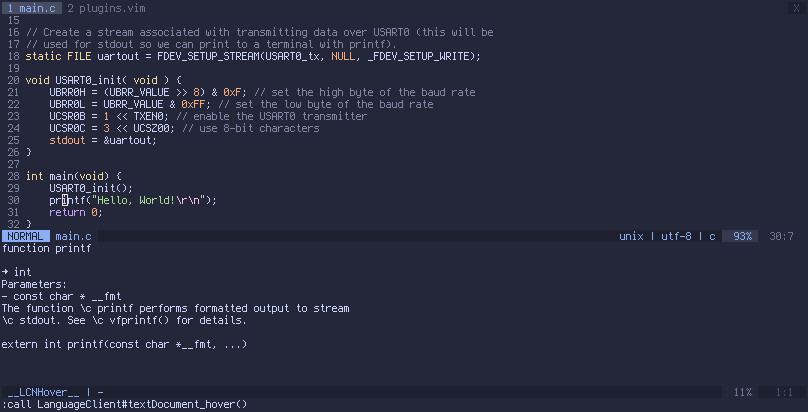 1 main.c  2 plugins.vim X
15
16 // Create a stream associated with transmitting data over USART0 (this will be
17 // used for stdout so we can print to a terminal with printf).
18 static FILE uartout = FDEV_SETUP_STREAM(USART0_tx, NULL, _FDEV_SETUP_WRITE);
19
20 void USART0_init( void ) {
21     UBRR0H = (UBRR_VALUE >> 8) & 0xF; // set the high byte of the baud rate
22     UBRR0L = UBRR_VALUE & 0xFF; // set the low byte of the baud rate
23     UCSR0B = 1 << TXEN0; // enable the USART0 transmitter
24     UCSR0C = 3 << UCSZ00; // use 8-bit characters
25     stdout = &uartout;
26 }
27
28 int main(void) {
29     USART0_init();
30     printf("Hello, World!\r\n");
31     return 0;
32 }
NORMAL main.c unix | utf-8 | c 93% 30:7
function printf
→ int
Parameters:
- const char * __fmt
The function \c printf performs formatted output to stream
\c stdout. See \c vfprintf() for details.
extern int printf(const char *__fmt, ...)
__LCNHover__ | - 11% 1:1
:call LanguageClient#textDocument_hover()